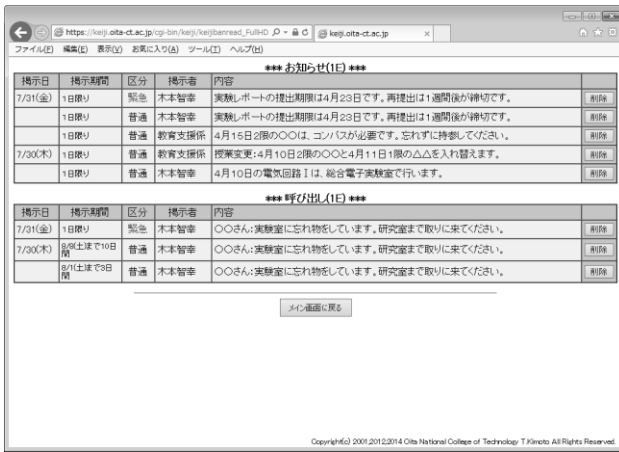 https://keiji.oita-ct.ac.jp/cgi-bin/keiji/keijibanread_FullHD
keiji.oita-ct.ac.jp
ファイル(F) 編集(E) 表示(V) お気に入り(A) ツール(T) ヘルプ(H)
*** お知らせ(1E) ***
掲示日 掲示期間 区分 掲示者 内容
7/31(金) 1日限り 緊急 木本智幸 実験レポートの提出期限は4月23日です。再提出は1週間後が締切です。 削除
1日限り 普通 木本智幸 実験レポートの提出期限は4月23日です。再提出は1週間後が締切です。 削除
1日限り 普通 教育支援係 4月15日2限の〇〇は、コンパスが必要です。忘れずに持参してください。 削除
7/30(木) 1日限り 普通 教育支援係 授業変更:4月10日2限の〇〇と4月11日1限の△△を入れ替えます。 削除
1日限り 普通 木本智幸 4月10日の電気回路Ⅰは、総合電子実験室で行います。 削除
*** 呼び出し(1E) ***
掲示日 掲示期間 区分 掲示者 内容
7/31(金) 1日限り 緊急 木本智幸 〇〇さん:実験室に忘れ物をしています。研究室まで取りに来てください。 削除
7/30(木) 8/8(土)まで10日間 普通 木本智幸 〇〇さん:実験室に忘れ物をしています。研究室まで取りに来てください。 削除
8/1(土)まで3日間 普通 木本智幸 〇〇さん:実験室に忘れ物をしています。研究室まで取りに来てください。 削除
メイン画面に戻る
Copyright(c) 2001,2012,2014 Oita National College of Technology T.Kimoto All Rights Reserved.